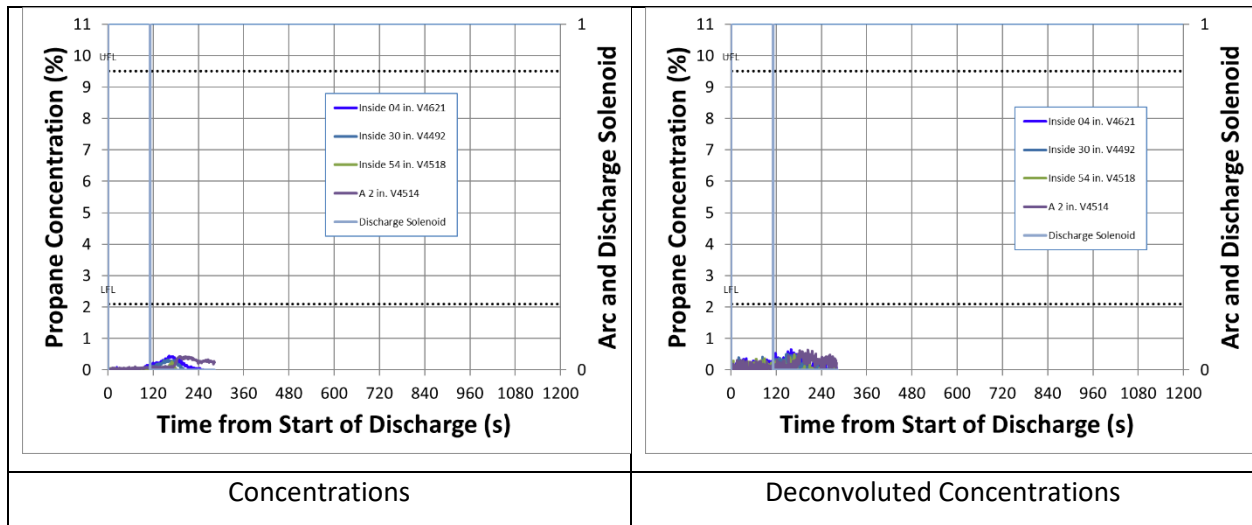 11
10
9
8
7
6
5
4
3
2
1
0
UFL
LFL
Propane Concentration (%)
Inside 04 in. V4621
Inside 30 in. V4492
Inside 54 in. V4518
A 2 in. V4514
Discharge Solenoid
1
0
Arc and Discharge Solenoid
0 120 240 360 480 600 720 840 960 1080 1200
Time from Start of Discharge (s)
Concentrations
11
10
9
8
7
6
5
4
3
2
1
0
UFL
LFL
Propane Concentration (%)
Inside 04 in. V4621
Inside 30 in. V4492
Inside 54 in. V4518
A 2 in. V4514
Discharge Solenoid
1
0
Arc and Discharge Solenoid
0 120 240 360 480 600 720 840 960 1080 1200
Time from Start of Discharge (s)
Deconvoluted Concentrations